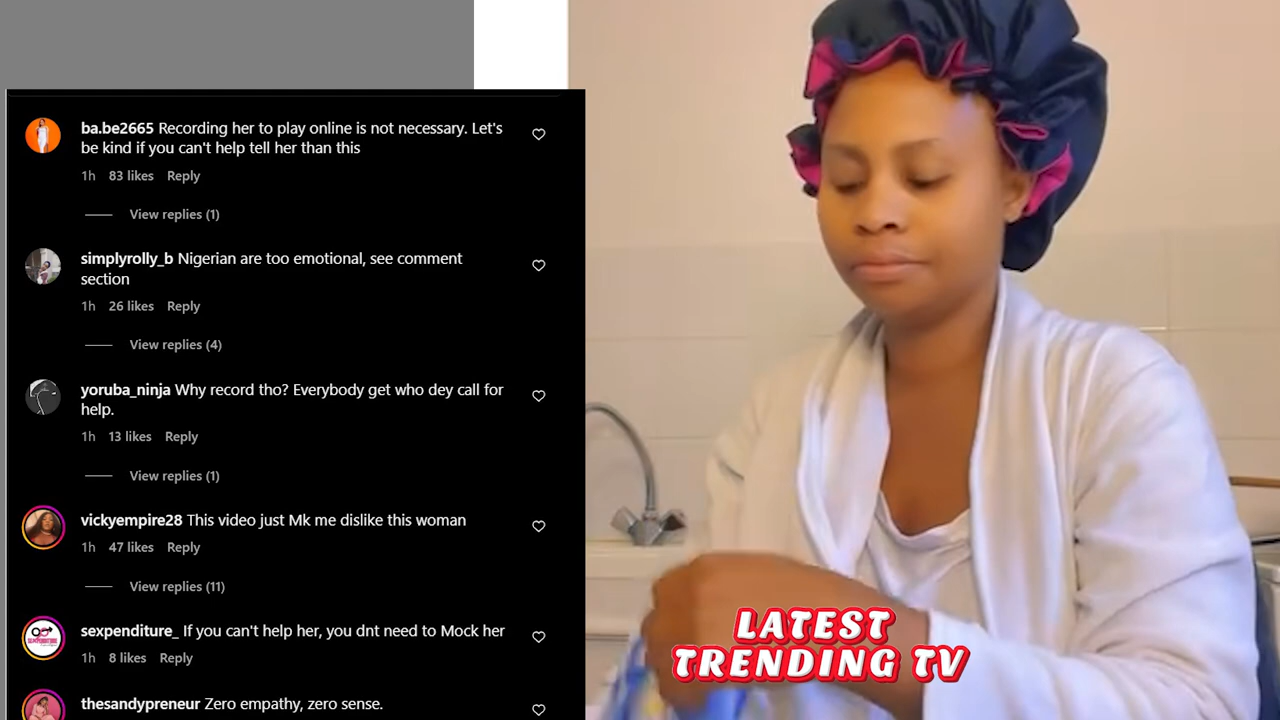 ba.be2665 Recording her to play online is not necessary. Let's
be kind if you can't help tell her than this
1h 83 likes Reply
View replies (1)
simplyrolly_b Nigerian are too emotional, see comment
section
1h 26 likes Reply
View replies (4)
yoruba_ninja Why record tho? Everybody get who dey call for
help.
1h 13 likes Reply
View replies (1)
vickyempire28 This video just Mk me dislike this woman
1h 47 likes Reply
View replies (11)
sexpenditure_ If you can't help her, you dnt need to Mock her
1h 8 likes Reply
thesandypreneur Zero empathy, zero sense.
LATEST
TRENDING TV